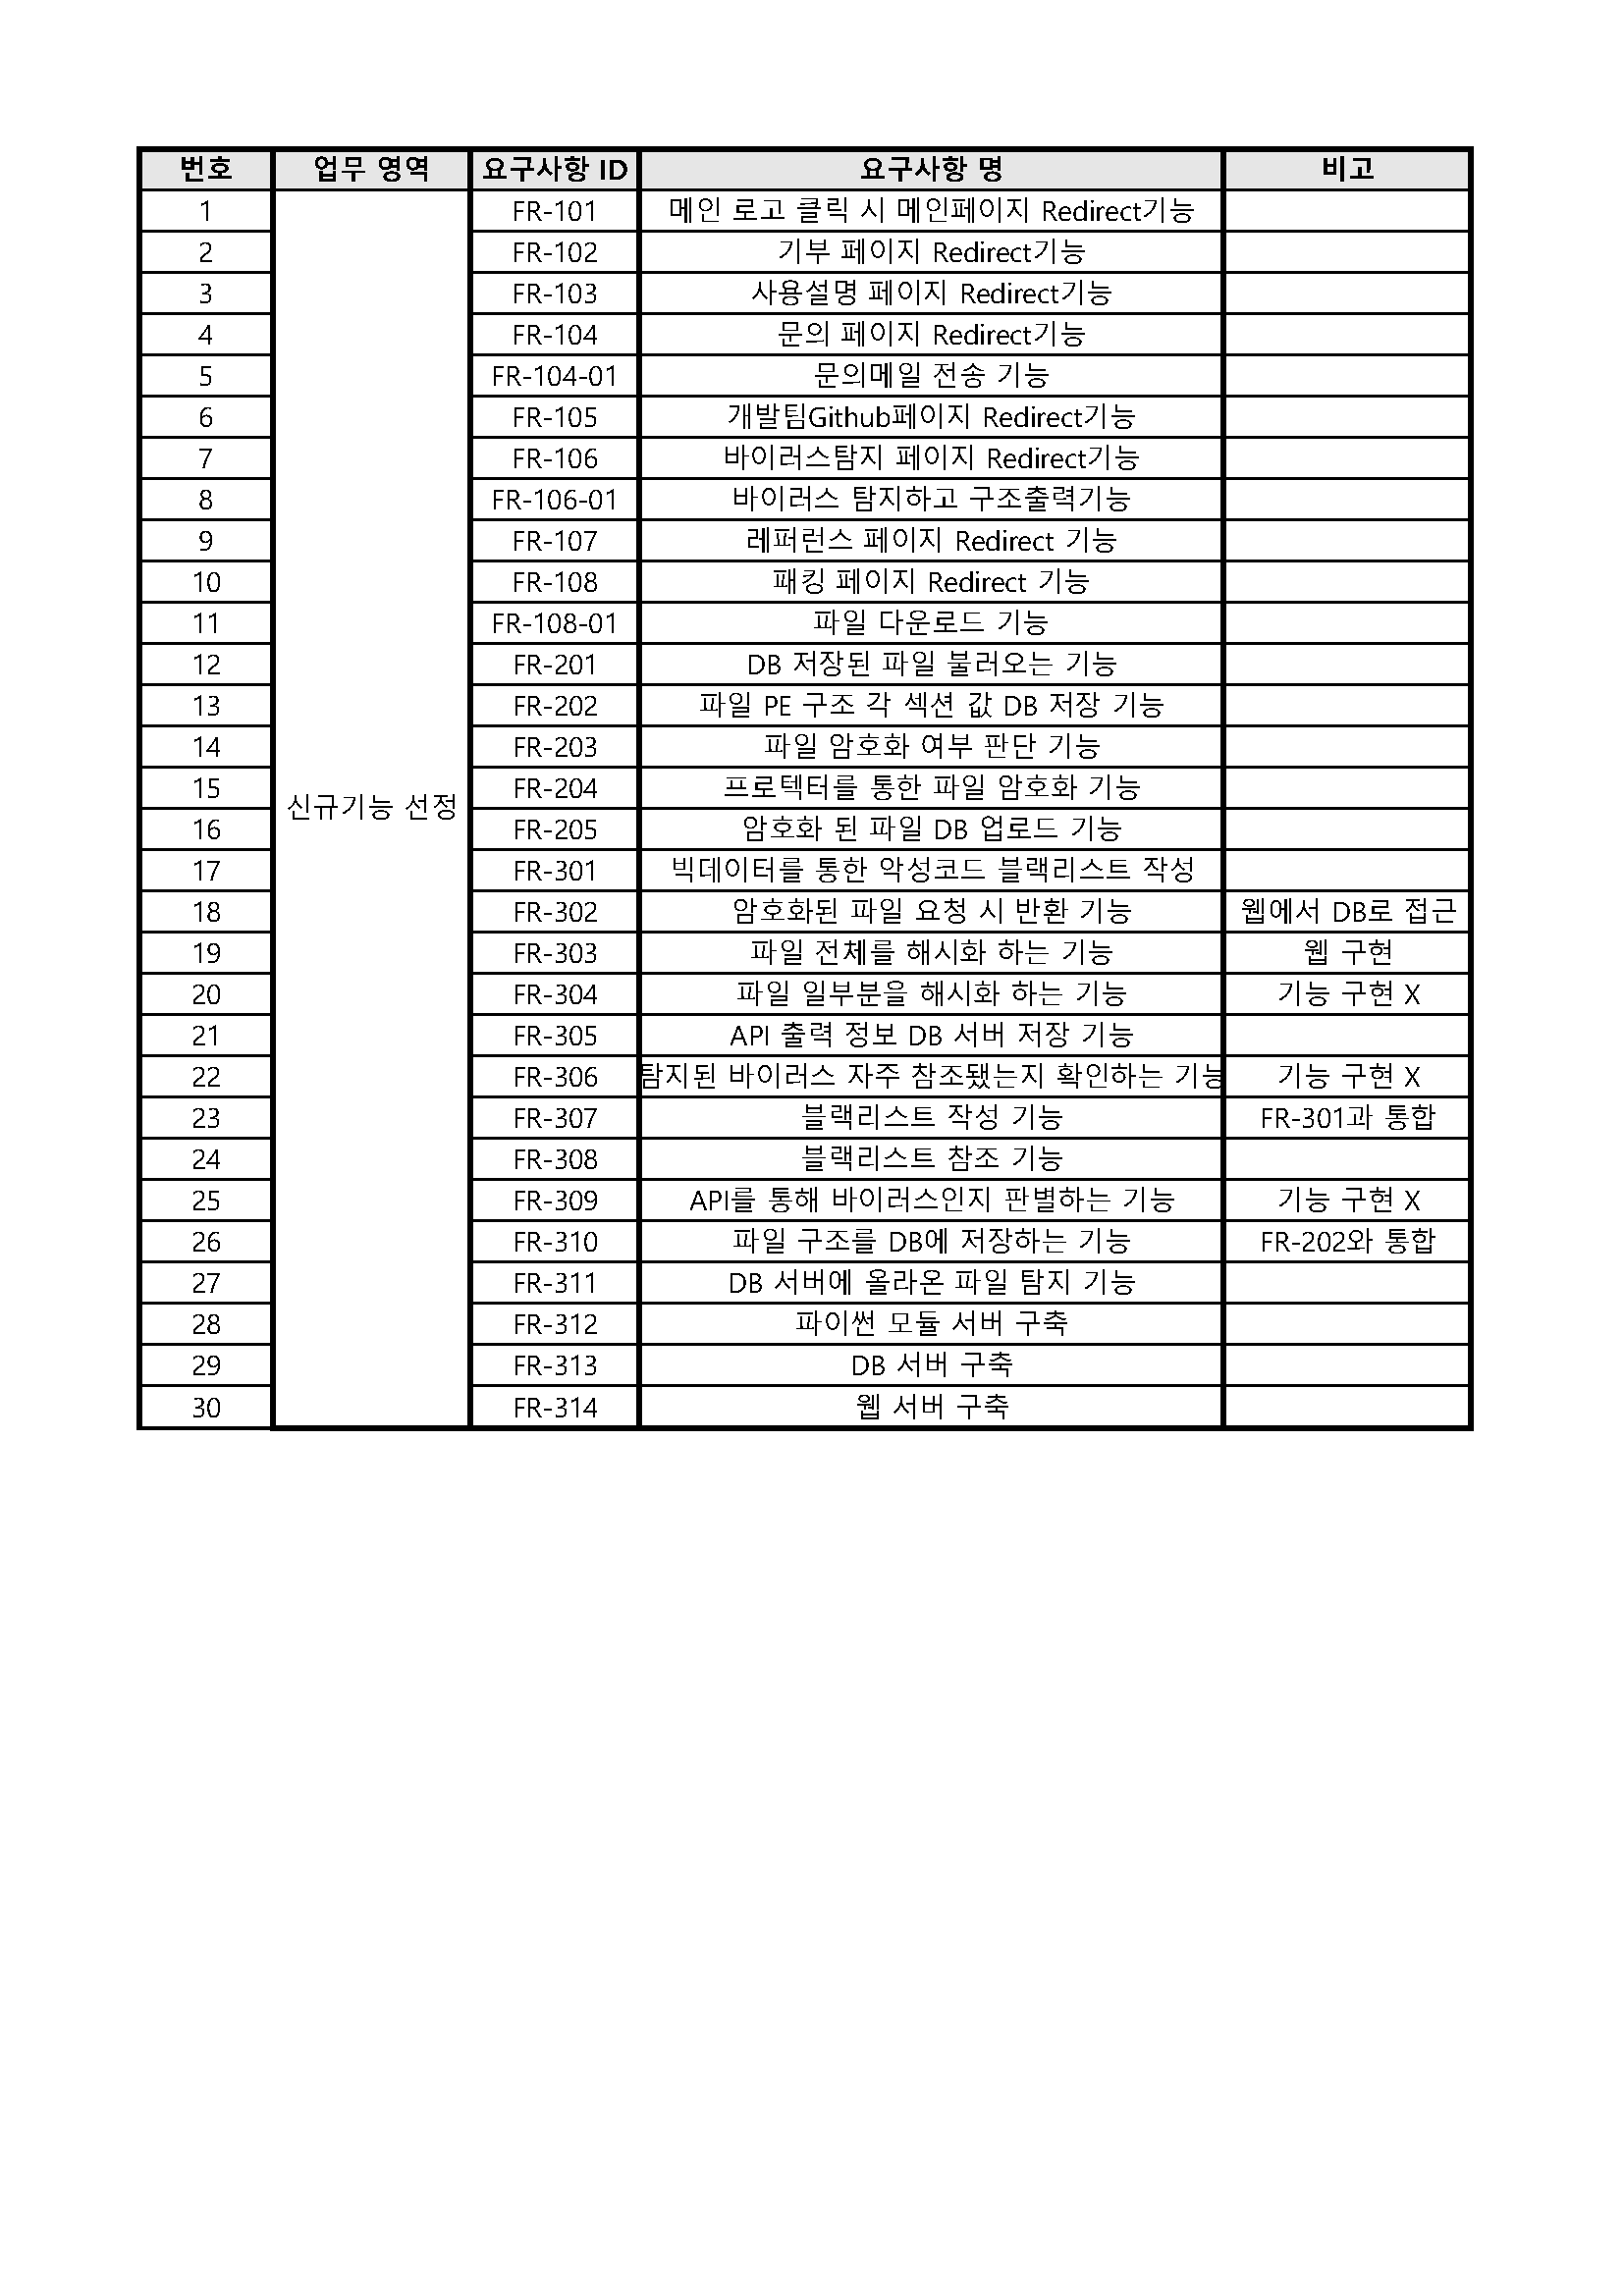 번호 업무 영역 요구사항 ID 요구사항 명 비고
1 FR-101 메인 로고 클릭 시 메인페이지 Redirect기능
2 FR-102 기부 페이지 Redirect기능
3 FR-103 사용설명 페이지 Redirect기능
4 FR-104 문의 페이지 Redirect기능
5 FR-104-01 문의메일 전송 기능
6 FR-105 개발팀Github페이지 Redirect기능
7 FR-106 바이러스탐지 페이지 Redirect기능
8 FR-106-01 바이러스 탐지하고 구조출력기능
9 FR-107 레퍼런스 페이지 Redirect 기능
10 FR-108 패킹 페이지 Redirect 기능
11 FR-108-01 파일 다운로드 기능
12 FR-201 DB 저장된 파일 불러오는 기능
13 FR-202 파일 PE 구조 각 섹션 값 DB 저장 기능
14 FR-203 파일 암호화 여부 판단 기능
15 FR-204 프로텍터를 통한 파일 암호화 기능
신규기능 선정
16 FR-205 암호화 된 파일 DB 업로드 기능
17 FR-301 빅데이터를 통한 악성코드 블랙리스트 작성
18 FR-302 암호화된 파일 요청 시 반환 기능 웹에서 DB로 접근
19 FR-303 파일 전체를 해시화 하는 기능 웹 구현
20 FR-304 파일 일부분을 해시화 하는 기능 기능 구현 X
21 FR-305 API 출력 정보 DB 서버 저장 기능
22 FR-306 탐지된 바이러스 자주 참조됐는지 확인하는 기능 기능 구현 X
23 FR-307 블랙리스트 작성 기능 FR-301과 통합
24 FR-308 블랙리스트 참조 기능
25 FR-309 API를 통해 바이러스인지 판별하는 기능 기능 구현 X
26 FR-310 파일 구조를 DB에 저장하는 기능 FR-202와 통합
27 FR-311 DB 서버에 올라온 파일 탐지 기능
28 FR-312 파이썬 모듈 서버 구축
29 FR-313 DB 서버 구축
30 FR-314 웹 서버 구축